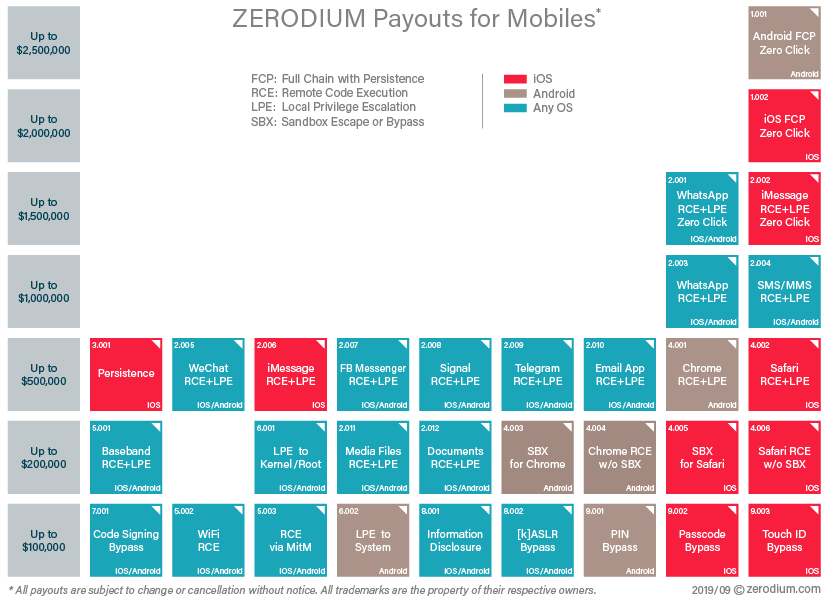 ZERODIUM Payouts for Mobiles*
FCP: Full Chain with Persistence
RCE: Remote Code Execution
LPE: Local Privilege Escalation
SBX: Sandbox Escape or Bypass
iOS
Android
Any OS
Up to
$2,500,000
1.001
Android FCP
Zero Click
Android
Up to
$2,000,000
1.002
iOS FCP
Zero Click
iOS
Up to
$1,500,000
2.001
WhatsApp
RCE+LPE
Zero Click
iOS/Android
2.002
iMessage
RCE+LPE
Zero Click
iOS
Up to
$1,000,000
2.003
WhatsApp
RCE+LPE
iOS/Android
2.004
SMS/MMS
RCE+LPE
iOS/Android
Up to
$500,000
3.001
Persistence
iOS
2.005
WeChat
RCE+LPE
iOS/Android
2.006
iMessage
RCE+LPE
iOS
2.007
FB Messenger
RCE+LPE
iOS/Android
2.008
Signal
RCE+LPE
iOS/Android
2.009
Telegram
RCE+LPE
iOS/Android
2.010
Email App
RCE+LPE
iOS/Android
4.001
Chrome
RCE+LPE
Android
4.002
Safari
RCE+LPE
iOS
Up to
$200,000
5.001
Baseband
RCE+LPE
iOS/Android
6.001
LPE to
Kernel/Root
iOS/Android
2.011
Media Files
RCE+LPE
iOS/Android
2.012
Documents
RCE+LPE
iOS/Android
4.003
SBX
for Chrome
Android
4.004
Chrome RCE
w/o SBX
Android
4.005
SBX
for Safari
iOS
4.006
Safari RCE
w/o SBX
iOS
Up to
$100,000
7.001
Code Signing
Bypass
iOS/Android
5.002
WiFi
RCE
iOS/Android
5.003
RCE
via MitM
iOS/Android
6.002
LPE to
System
Android
8.001
Information
Disclosure
iOS/Android
8.002
[k]ASLR
Bypass
iOS/Android
9.001
PIN
Bypass
Android
9.002
Passcode
Bypass
iOS
9.003
Touch ID
Bypass
iOS
* All payouts are subject to change or cancellation without notice. All trademarks are the property of their respective owners.
2019/09 © zerodium.com